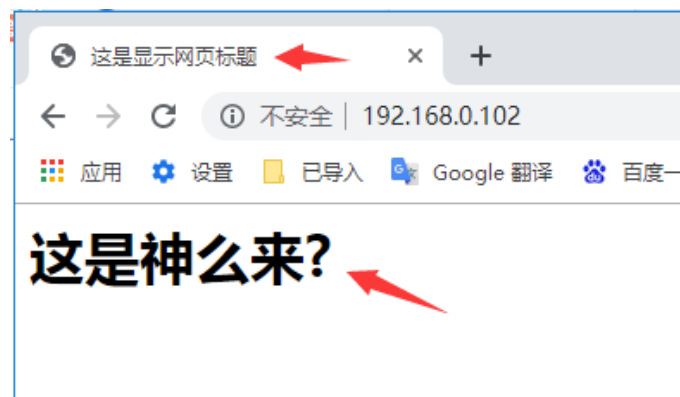 这是显示网页标题
不安全 | 192.168.0.102
应用 设置 已导入 Google 翻译 百度一
这是神么来?